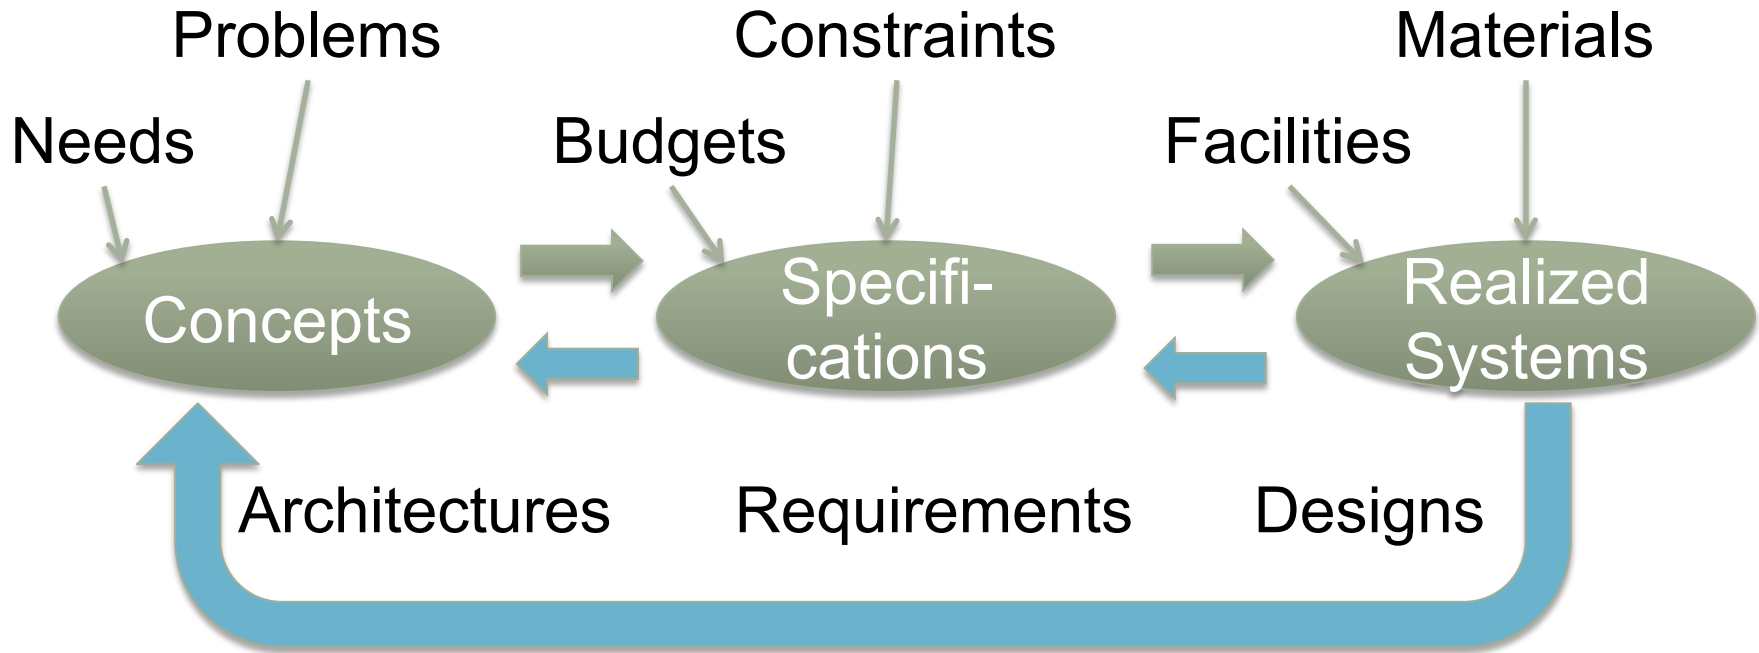 Problems
Constraints
Materials
Needs
Budgets
Facilities
Concepts
Specifi-
cations
Realized
Systems
Architectures
Requirements
Designs